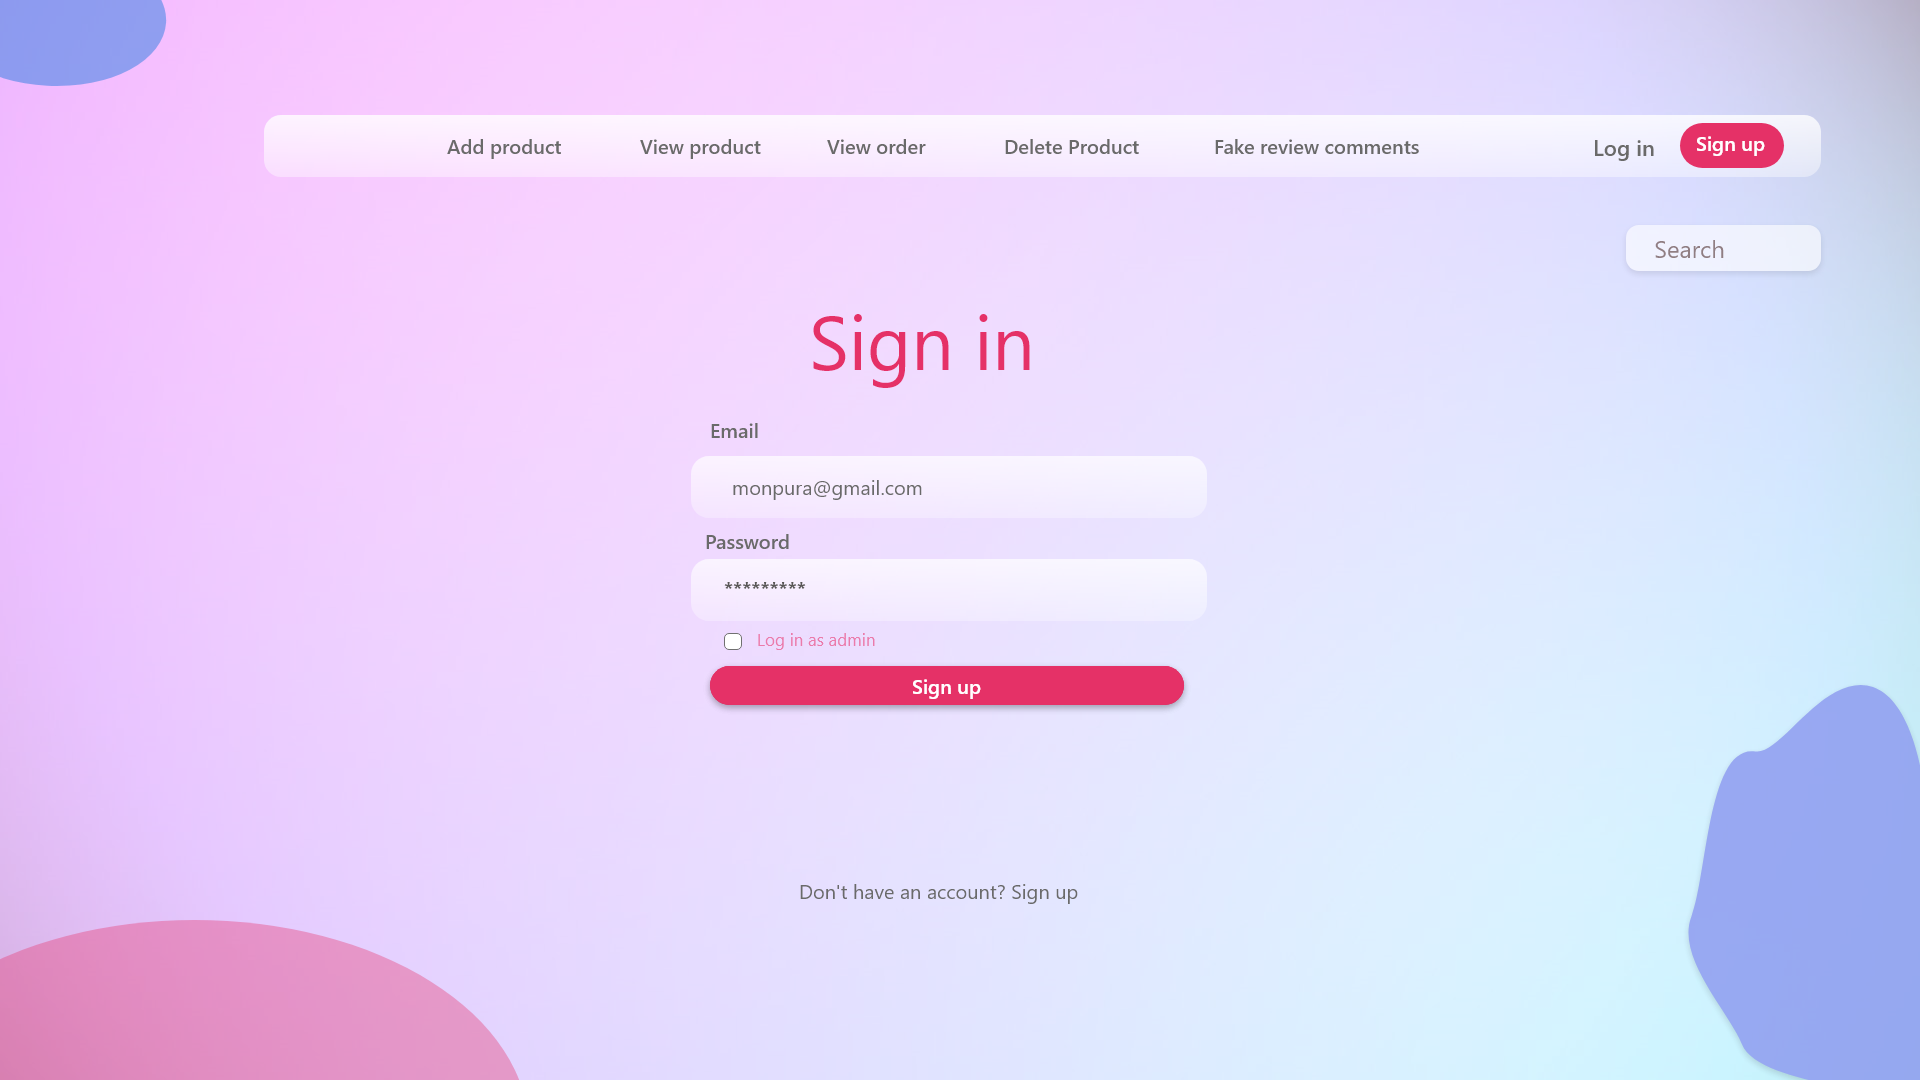 Add product View product View order Delete Product Fake review comments Log in Sign up
Search
Sign in
Email
monpura@gmail.com
Password
*********
Log in as admin
Sign up
Don't have an account? Sign up